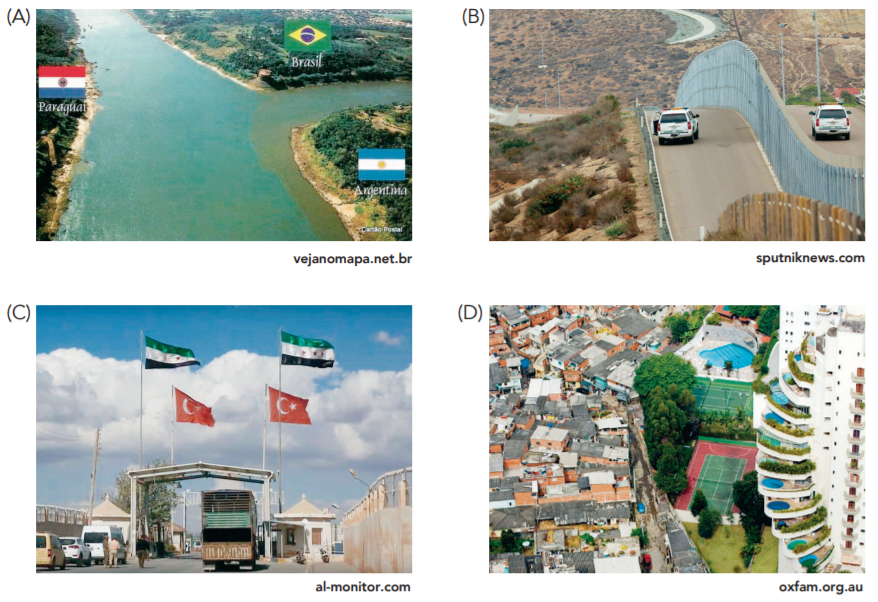 (A)
Brasil
Paraguai
Argentina
Cartão-Postal
vejanomapa.net.br
(B)
sputniknews.com
(C)
al-monitor.com
(D)
oxfam.org.au